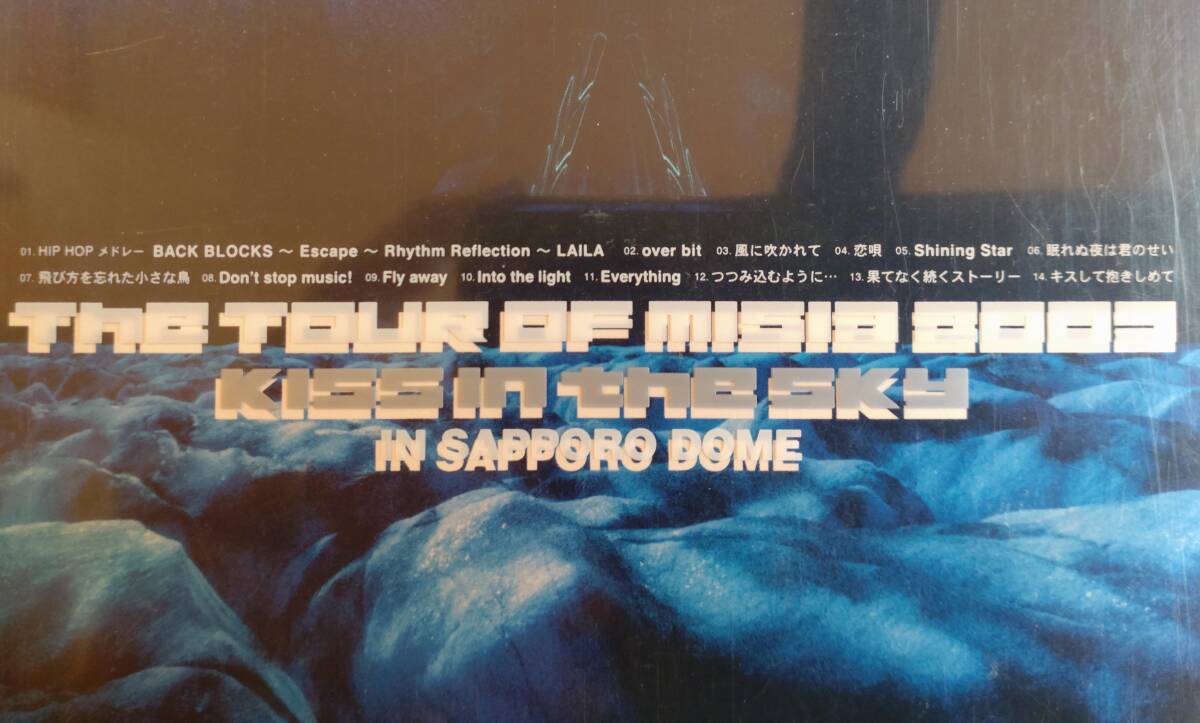 01. HIP HOP メドレー BACK BLOCKS ～ Escape ～ Rhythm Reflection ～ LAILA 02. over bit 03. 風に吹かれて 04. 恋唄 05. Shining Star 06. 眠れぬ夜は君のせい
07. 飛び方を忘れた小さな鳥 08. Don't stop music! 09. Fly away 10. Into the light 11. Everything 12. つつみ込むように… 13. 果てなく続くストーリー 14. キスして抱きしめて
THE TOUR OF MISIA 2003
KISS IN THE SKY
IN SAPPORO DOME